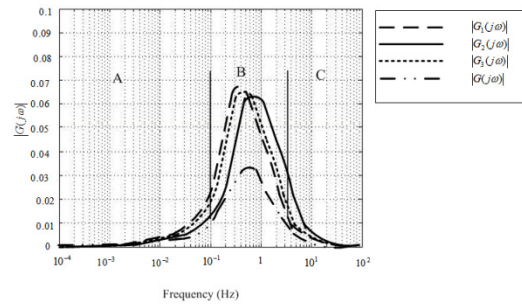 0.1
0.09
0.08
0.07
0.06
0.05
0.04
0.03
0.02
0.01
0
|G(jω)|
A
B
C
10⁻⁴
10⁻³
10⁻²
10⁻¹
1
10¹
10²
Frequency (Hz)
|G₁(jω)|
|G₂(jω)|
|G₃(jω)|
|G(jω)|